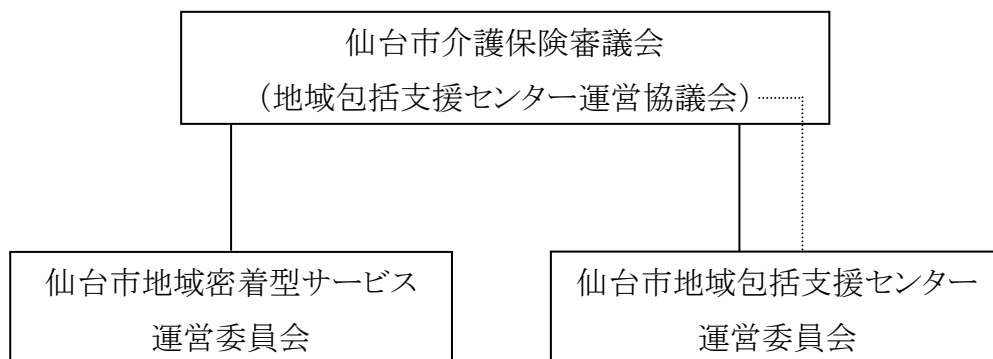 仙台市介護保険審議会
（地域包括支援センター運営協議会）
仙台市地域密着型サービス
運営委員会
仙台市地域包括支援センター
運営委員会